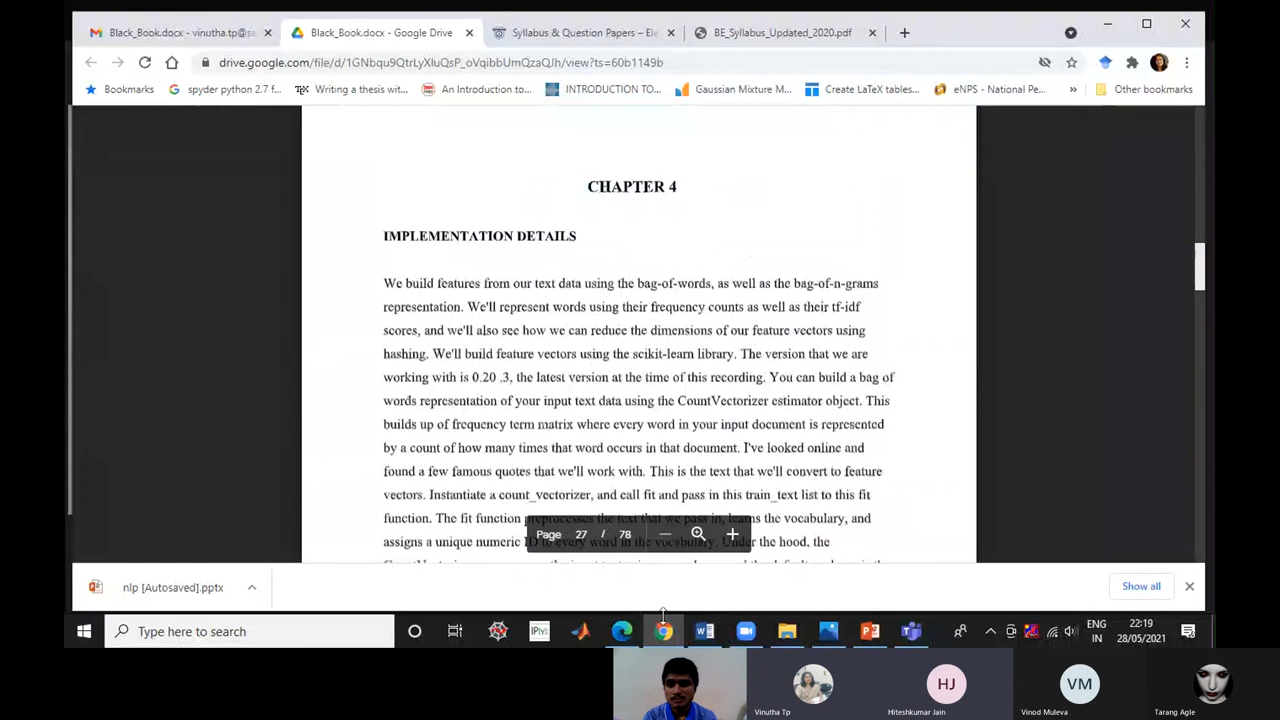 Black_Book.docx - vinutha.tp@sa
Black_Book.docx - Google Drive
Syllabus & Question Papers – Ele
BE_Syllabus_Updated_2020.pdf
drive.google.com/file/d/1GNbqu9QtrLyXluQsP_oVqibbUmQzaQJh/view?ts=60b1149b
Bookmarks
spyder python 2.7 f...
Writing a thesis wit...
An Introduction to...
INTRODUCTION TO...
Gaussian Mixture M...
Create LaTeX tables...
eNPS - National Pe...
»
Other bookmarks
CHAPTER 4
IMPLEMENTATION DETAILS
We build features from our text data using the bag-of-words, as well as the bag-of-n-grams
representation. We'll represent words using their frequency counts as well as their tf-idf
scores, and we'll also see how we can reduce the dimensions of our feature vectors using
hashing. We'll build feature vectors using the scikit-learn library. The version that we are
working with is 0.20 .3, the latest version at the time of this recording. You can build a bag of
words representation of your input text data using the CountVectorizer estimator object. This
builds up of frequency term matrix where every word in your input document is represented
by a count of how many times that word occurs in that document. I've looked online and
found a few famous quotes that we'll work with. This is the text that we'll convert to feature
vectors. Instantiate a count_vectorizer, and call fit and pass in this train_text list to this fit
function. The fit function preprocesses the text that we pass in, learns the vocabulary, and
assigns a unique numeric ID to every word in the vocabulary. Under the hood, the
Page 27 / 78
nlp [Autosaved].pptx
Show all
Type here to search
ENG
IN
22:19
28/05/2021
Vinutha Tp
HJ
Hiteshkumar Jain
VM
Vinod Muleva
Tarang Agle